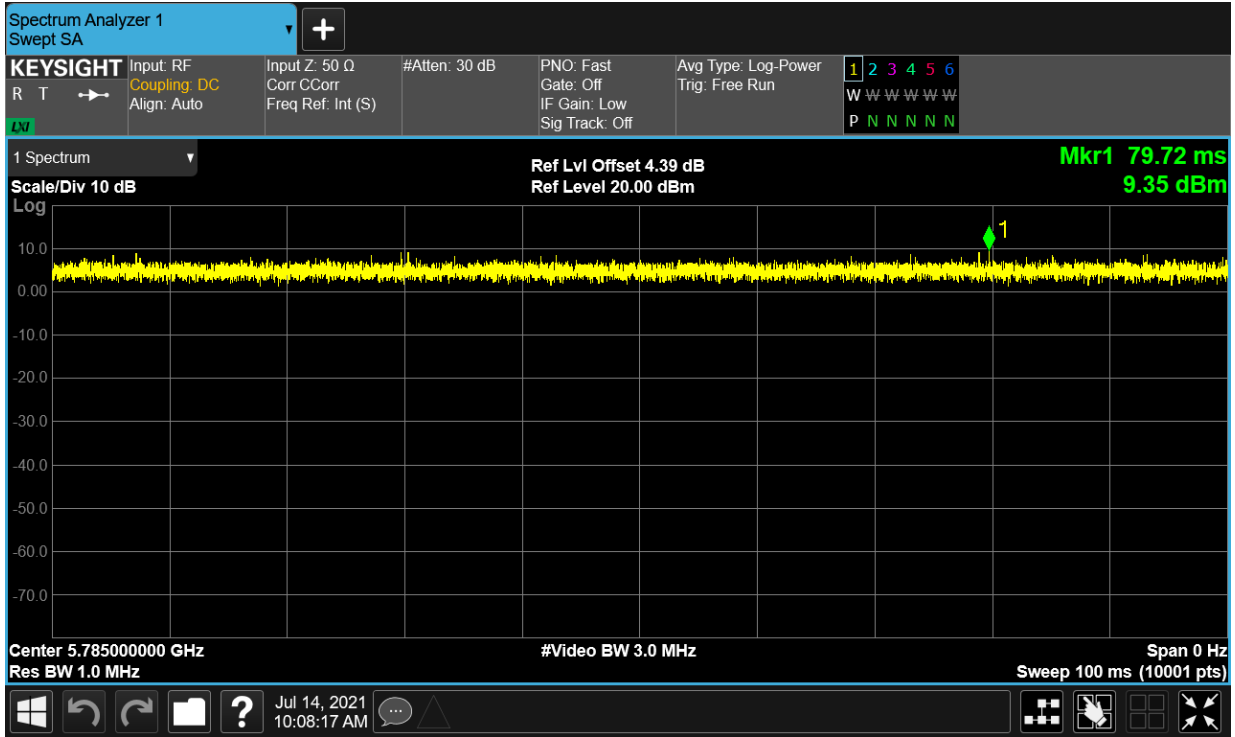 Spectrum Analyzer 1
Swept SA
KEYSIGHT
R T
LXI
Input: RF
Coupling: DC
Align: Auto
Input Z: 50 Ω
Corr CCorr
Freq Ref: Int (S)
#Atten: 30 dB
PNO: Fast
Gate: Off
IF Gain: Low
Sig Track: Off
Avg Type: Log-Power
Trig: Free Run
1 2 3 4 5 6
W W W W W W
P N N N N N
1 Spectrum
Scale/Div 10 dB
Log
Ref Lvl Offset 4.39 dB
Ref Level 20.00 dBm
Mkr1 79.72 ms
9.35 dBm
1
10.0
0.00
-10.0
-20.0
-30.0
-40.0
-50.0
-60.0
-70.0
Center 5.785000000 GHz
#Video BW 3.0 MHz
Span 0 Hz
Res BW 1.0 MHz
Sweep 100 ms (10001 pts)
?
Jul 14, 2021
10:08:17 AM